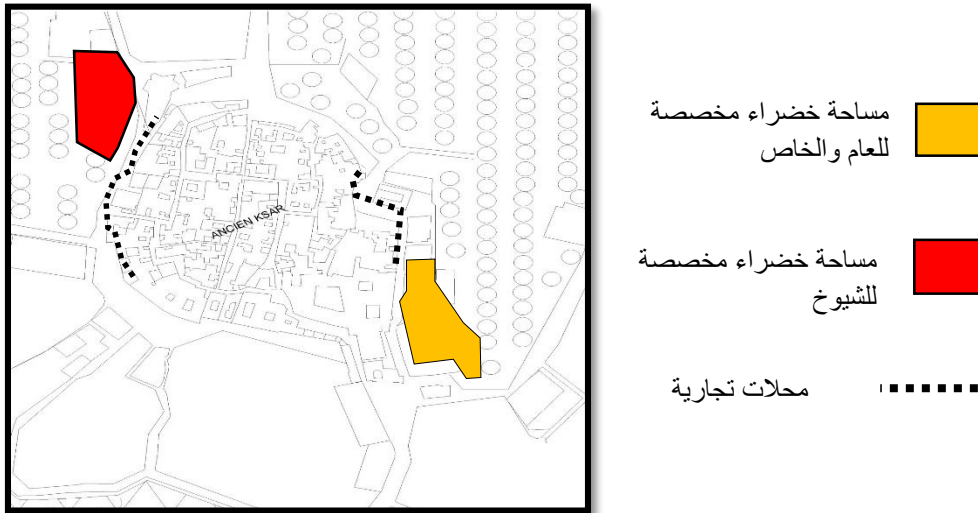 ANCIEN KSAR
مساحة خضراء مخصصة
للعام والخاص
مساحة خضراء مخصصة
للشيوخ
محلات تجارية